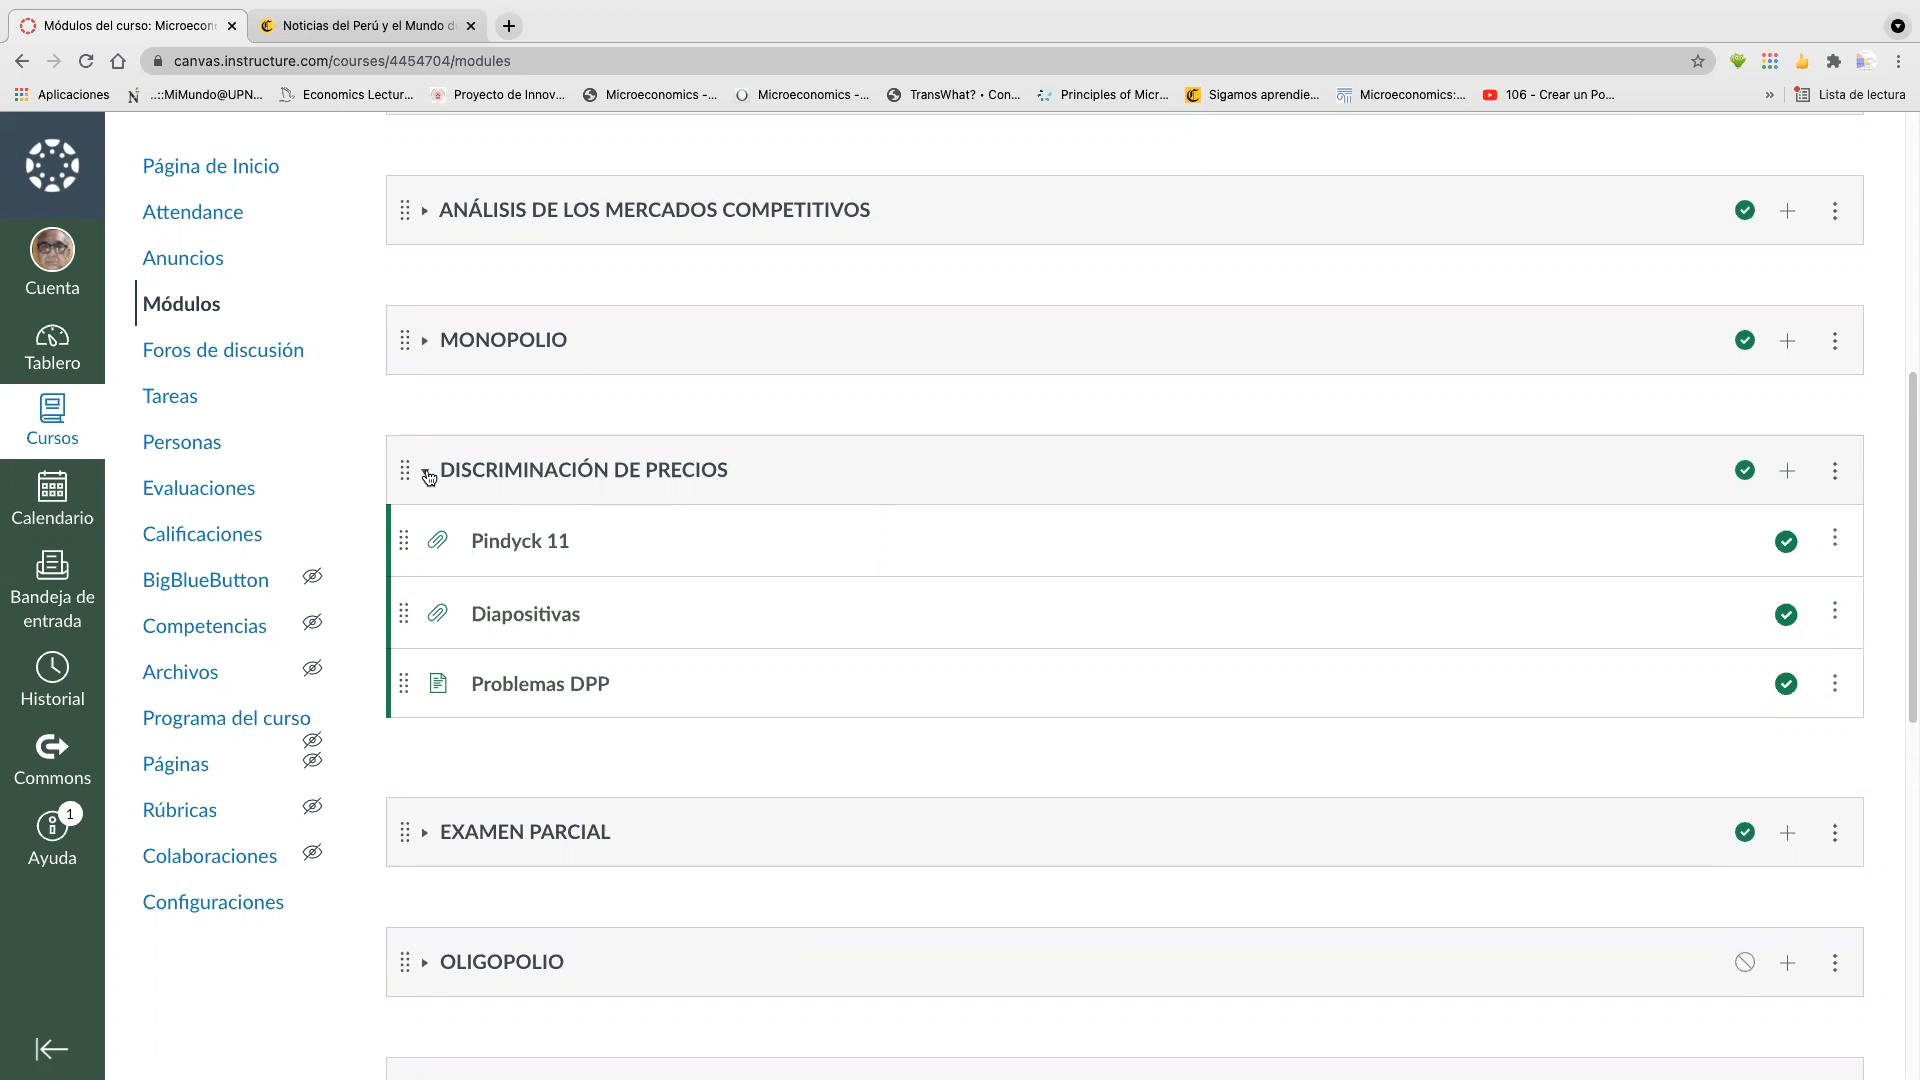 Módulos del curso: Microecon
Noticias del Perú y el Mundo d
canvas.instructure.com/courses/4454704/modules
Aplicaciones
..::MiMundo@UPN...
Economics Lectur...
Proyecto de Innov...
Microeconomics -...
Microeconomics -...
TransWhat? • Con...
Principles of Micr...
Sigamos aprendie...
Microeconomics:...
106 - Crear un Po...
»
Lista de lectura
Cuenta
Tablero
Cursos
Calendario
Bandeja de
entrada
Historial
Commons
1
Ayuda
Página de Inicio
Attendance
Anuncios
Módulos
Foros de discusión
Tareas
Personas
Evaluaciones
Calificaciones
BigBlueButton
Competencias
Archivos
Programa del curso
Páginas
Rúbricas
Colaboraciones
Configuraciones
ANÁLISIS DE LOS MERCADOS COMPETITIVOS
MONOPOLIO
DISCRIMINACIÓN DE PRECIOS
Pindyck 11
Diapositivas
Problemas DPP
EXAMEN PARCIAL
OLIGOPOLIO